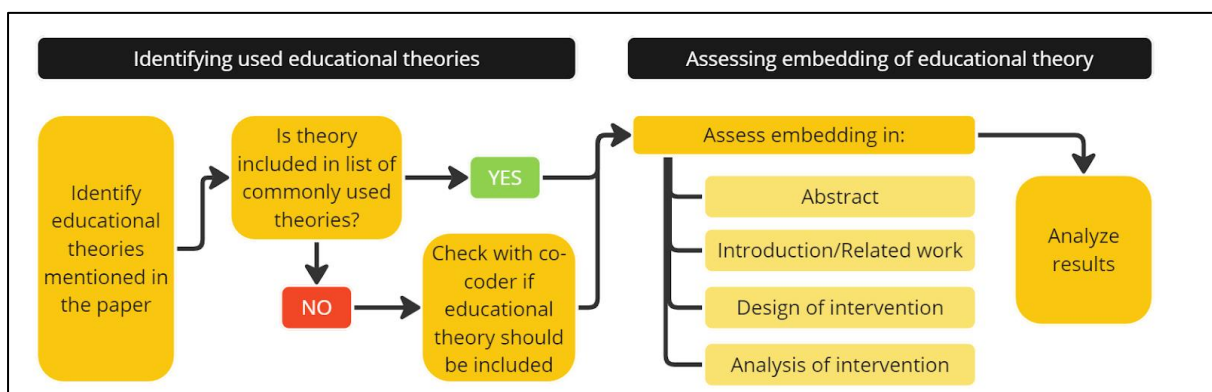 Identifying used educational theories
Assessing embedding of educational theory
Identify
educational
theories
mentioned in
the paper
Is theory
included in list of
commonly used
theories?
YES
NO
Check with co-
coder if
educational
theory should
be included
Assess embedding in:
Abstract
Introduction/Related work
Design of intervention
Analysis of intervention
Analyze
results